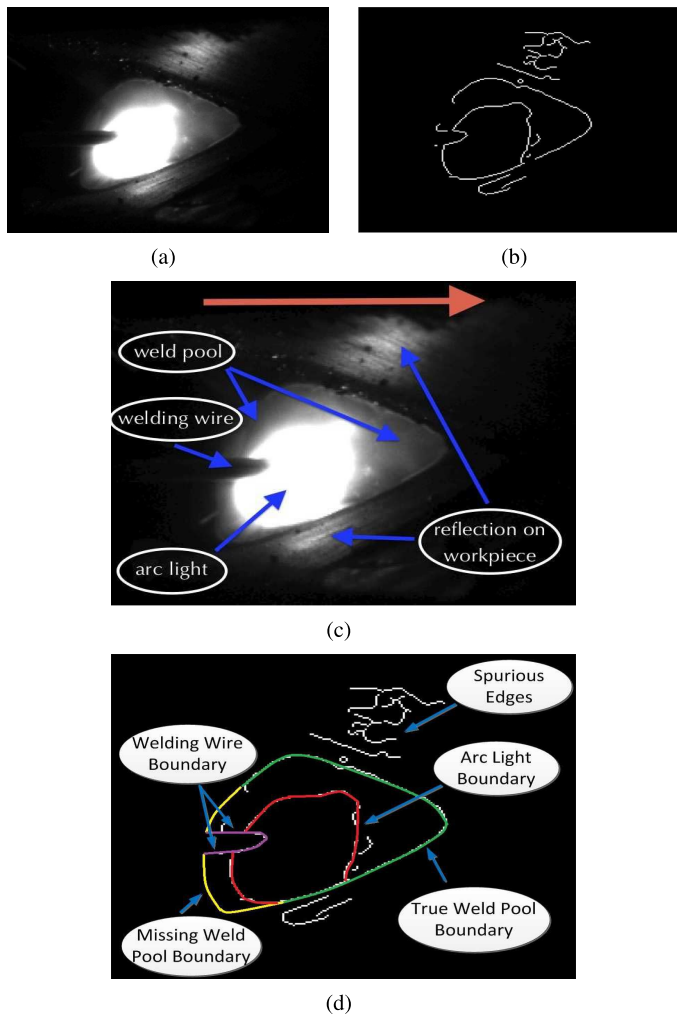 (a)
(b)
weld pool
welding wire
arc light
reflection on
workpiece
(c)
Spurious
Edges
Welding Wire
Boundary
Arc Light
Boundary
True Weld Pool
Boundary
Missing Weld
Pool Boundary
(d)